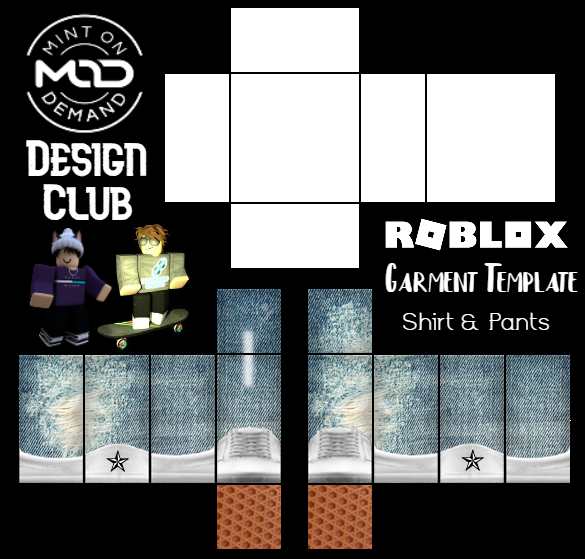 MINT ON
MOD
DEMAND
DESIGN
CLUB
ROBLOX
GARMENT TEMPLATE
Shirt & Pants